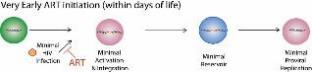 Very Early ART initiation (within days of life)
Minimal
HIV
Infection
ART
Minimal
Activation
& Integration
Minimal
Reservoir
Minimal
Proviral
Replication